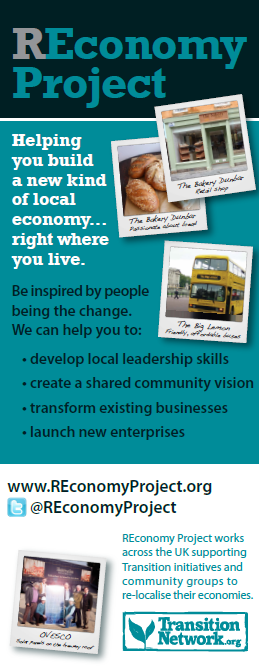 REconomy
Project
Helping
you build
a new kind
of local
economy...
right where
you live.
The Bakery Dunbar
Retail shop
The Bakery Dunbar
Passionate about bread
The Big Lemon
Friendly, affordable buses
Be inspired by people
being the change.
We can help you to:
• develop local leadership skills
• create a shared community vision
• transform existing businesses
• launch new enterprises
www.REconomyProject.org
@REconomyProject
REconomy Project works
across the UK supporting
Transition initiatives and
community groups to
re-localise their economies.
OVESCO
Solar panels on the brewery roof
Transition
Network.org